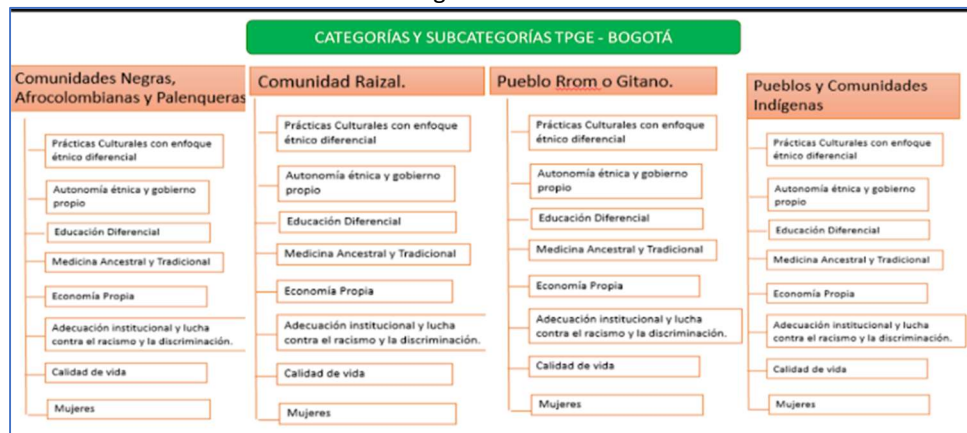 CATEGORÍAS Y SUBCATEGORÍAS TPGE - BOGOTÁ
Comunidades Negras,
Afrocolombianas y Palenqueras
Prácticas Culturales con enfoque
étnico diferencial
Autonomía étnica y gobierno
propio
Educación Diferencial
Medicina Ancestral y Tradicional
Economía Propia
Adecuación institucional y lucha
contra el racismo y la discriminación.
Calidad de vida
Mujeres
Comunidad Raizal.
Prácticas Culturales con enfoque
étnico diferencial
Autonomía étnica y gobierno
propio
Educación Diferencial
Medicina Ancestral y Tradicional
Economía Propia
Adecuación institucional y lucha
contra el racismo y la discriminación.
Calidad de vida
Mujeres
Pueblo Rrom o Gitano.
Prácticas Culturales con enfoque
étnico diferencial
Autonomía étnica y gobierno
propio
Educación Diferencial
Medicina Ancestral y Tradicional
Economía Propia
Adecuación institucional y lucha
contra el racismo y la discriminación.
Calidad de vida
Mujeres
Pueblos y Comunidades
Indígenas
Prácticas Culturales con enfoque
étnico diferencial
Autonomía étnica y gobierno
propio
Educación Diferencial
Medicina Ancestral y Tradicional
Economía Propia
Adecuación institucional y lucha
contra el racismo y la discriminación.
Calidad de vida
Mujeres